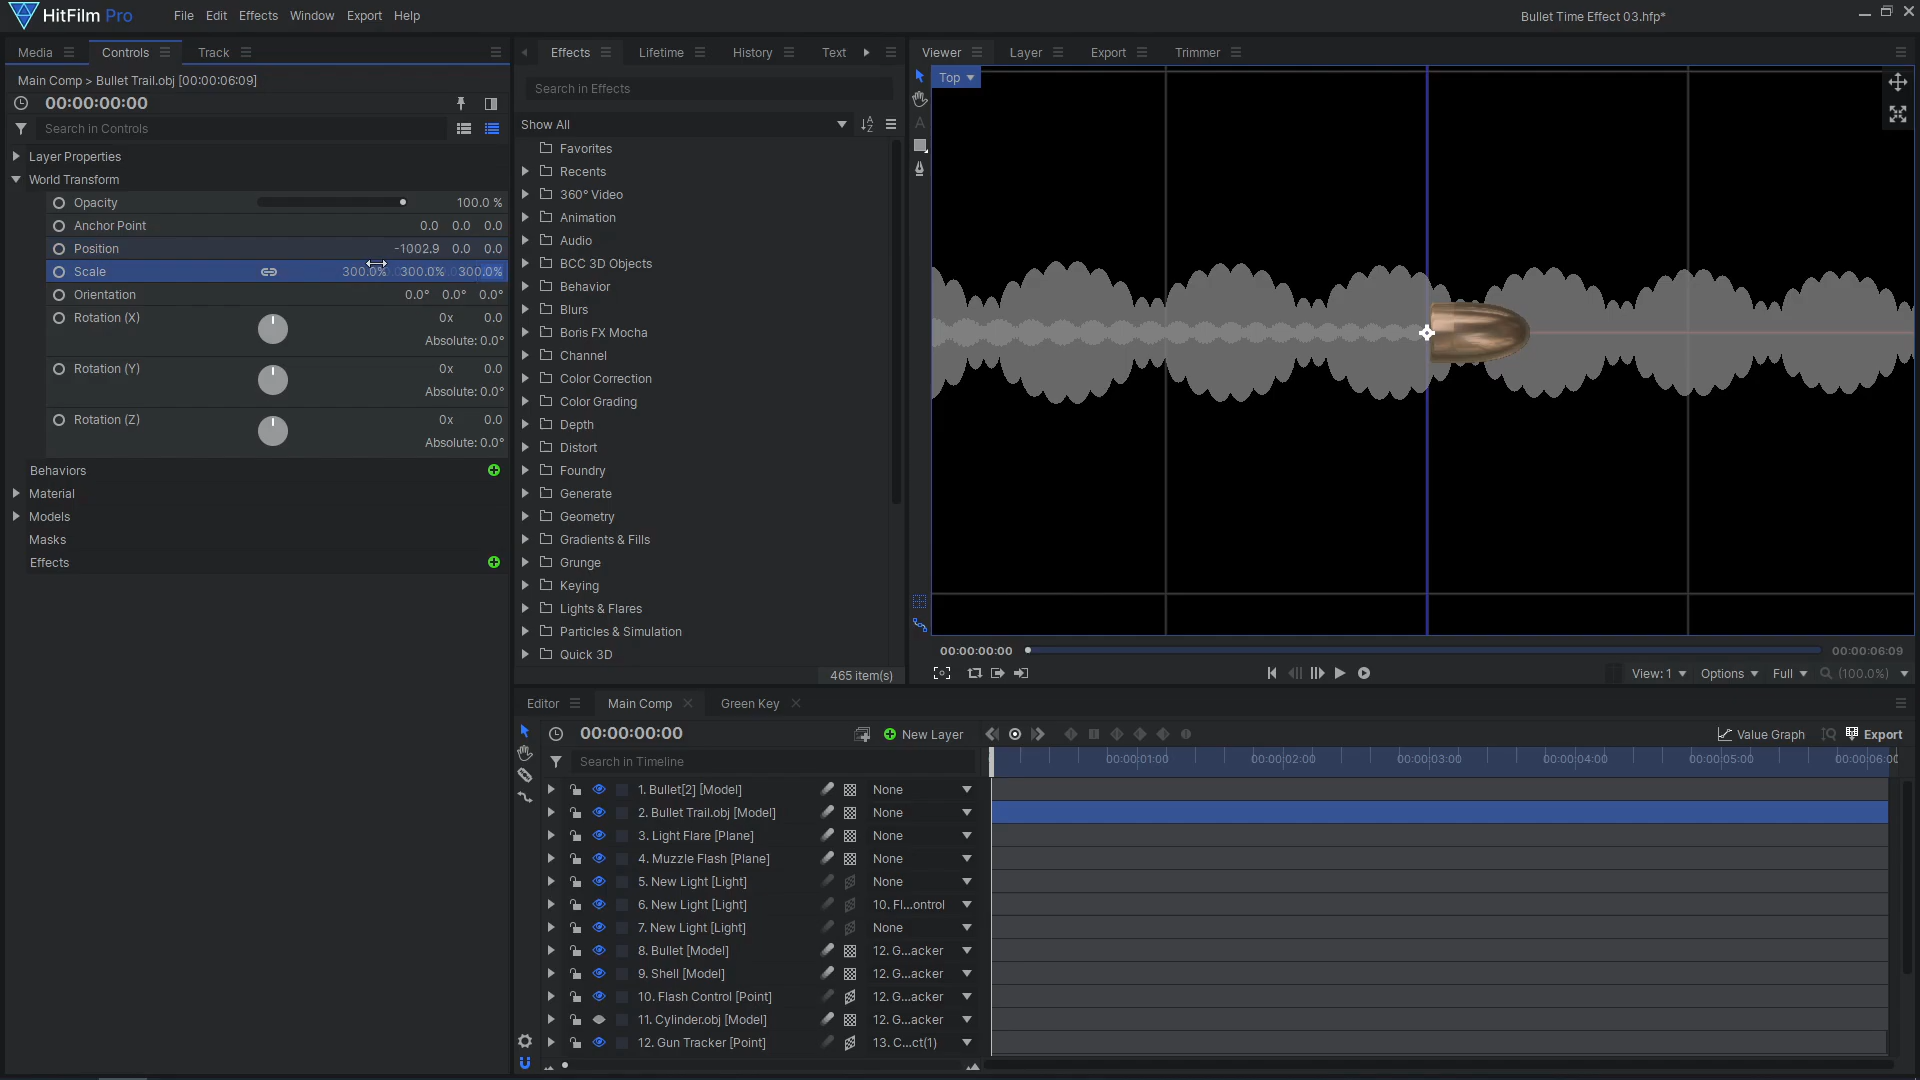 HitFilm Pro
File Edit Effects Window Export Help
Bullet Time Effect 03.hfp*
Media Controls Track
Main Comp > Bullet Trail.obj [00:00:06:09]
00:00:00:00
Search in Controls
Layer Properties
World Transform
Opacity 100.0 %
Anchor Point 0.0 0.0 0.0
Position -1002.9 0.0 0.0
Scale 300.0% 300.0% 300.0%
Orientation 0.0° 0.0° 0.0°
Rotation (X) 0x 0.0
Absolute: 0.0°
Rotation (Y) 0x 0.0
Absolute: 0.0°
Rotation (Z) 0x 0.0
Absolute: 0.0°
Behaviors
Material
Models
Masks
Effects
Effects Lifetime History Text
Search in Effects
Show All
Favorites
Recents
360° Video
Animation
Audio
BCC 3D Objects
Behavior
Blurs
Boris FX Mocha
Channel
Color Correction
Color Grading
Depth
Distort
Foundry
Generate
Geometry
Gradients & Fills
Grunge
Keying
Lights & Flares
Particles & Simulation
Quick 3D
465 item(s)
Viewer Layer Export Trimmer
Top
00:00:00:00 00:00:06:09
View: 1 Options Full (100.0%)
Editor Main Comp Green Key
00:00:00:00 New Layer Value Graph Export
Search in Timeline
00:00:01:00 00:00:02:00 00:00:03:00 00:00:04:00 00:00:05:00
1. Bullet[2] [Model] None
2. Bullet Trail.obj [Model] None
3. Light Flare [Plane] None
4. Muzzle Flash [Plane] None
5. New Light [Light] None
6. New Light [Light] 10. Fl...ontrol
7. New Light [Light] None
8. Bullet [Model] 12. G...acker
9. Shell [Model] 12. G...acker
10. Flash Control [Point] 12. G...acker
11. Cylinder.obj [Model] 12. G...acker
12. Gun Tracker [Point] 13. C...ct(1)